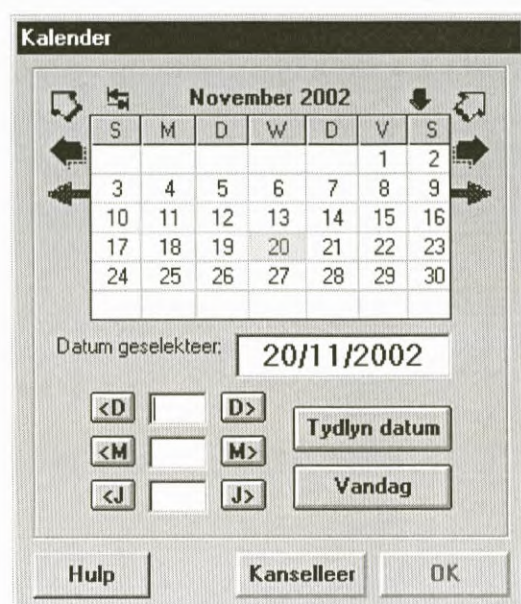 Kalender
November 2002
S M D W D V S
1 2
3 4 5 6 7 8 9
10 11 12 13 14 15 16
17 18 19 20 21 22 23
24 25 26 27 28 29 30
Datum geselekteer: 20/11/2002
<D D>
Tydlyn datum
<M M>
Vandag
<J J>
Hulp Kanselleer OK